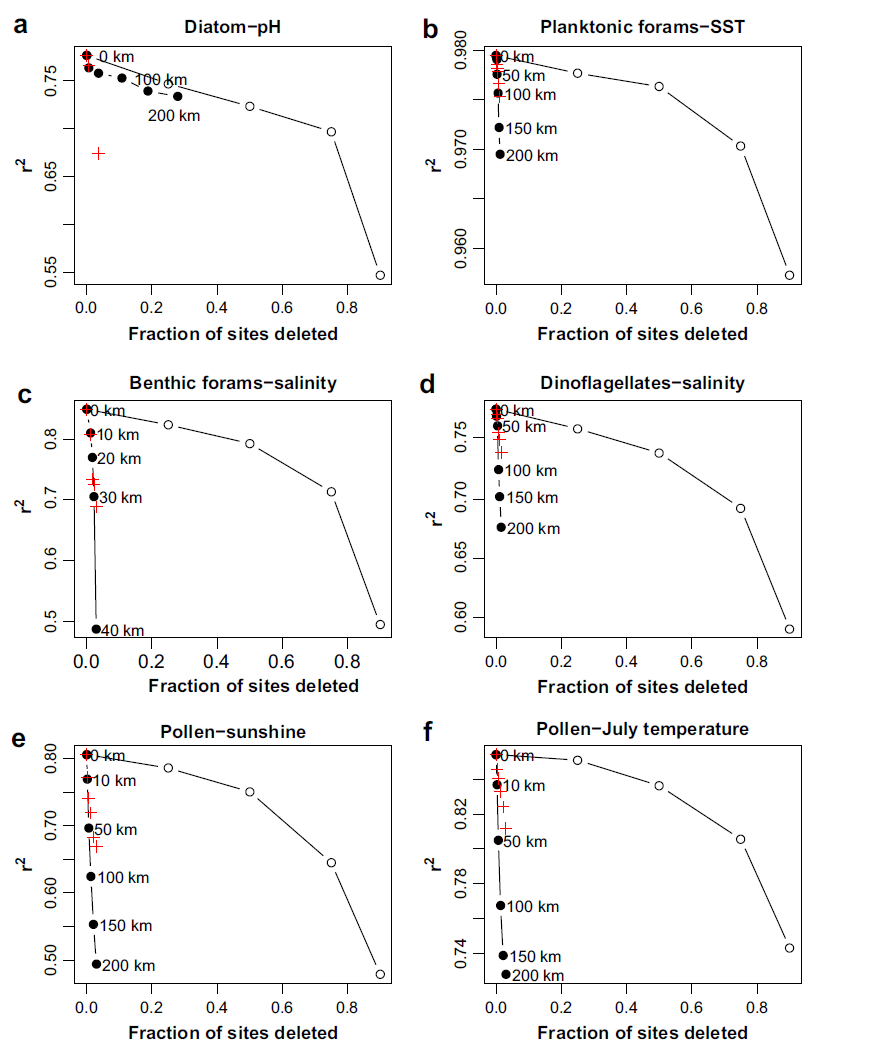 a
Diatom−pH
r2
0.55
0.65
0.75
0 km
100 km
200 km
0.0
0.2
0.4
0.6
0.8
Fraction of sites deleted
b
Planktonic forams−SST
r2
0.960
0.970
0.980
0 km
50 km
100 km
150 km
200 km
0.0
0.2
0.4
0.6
0.8
Fraction of sites deleted
c
Benthic forams−salinity
r2
0.5
0.6
0.7
0.8
0 km
10 km
20 km
30 km
40 km
0.0
0.2
0.4
0.6
0.8
Fraction of sites deleted
d
Dinoflagellates−salinity
r2
0.60
0.65
0.70
0.75
0 km
50 km
100 km
150 km
200 km
0.0
0.2
0.4
0.6
0.8
Fraction of sites deleted
e
Pollen−sunshine
r2
0.50
0.60
0.70
0.80
0 km
10 km
50 km
100 km
150 km
200 km
0.0
0.2
0.4
0.6
0.8
Fraction of sites deleted
f
Pollen−July temperature
r2
0.74
0.78
0.82
0 km
10 km
50 km
100 km
150 km
200 km
0.0
0.2
0.4
0.6
0.8
Fraction of sites deleted